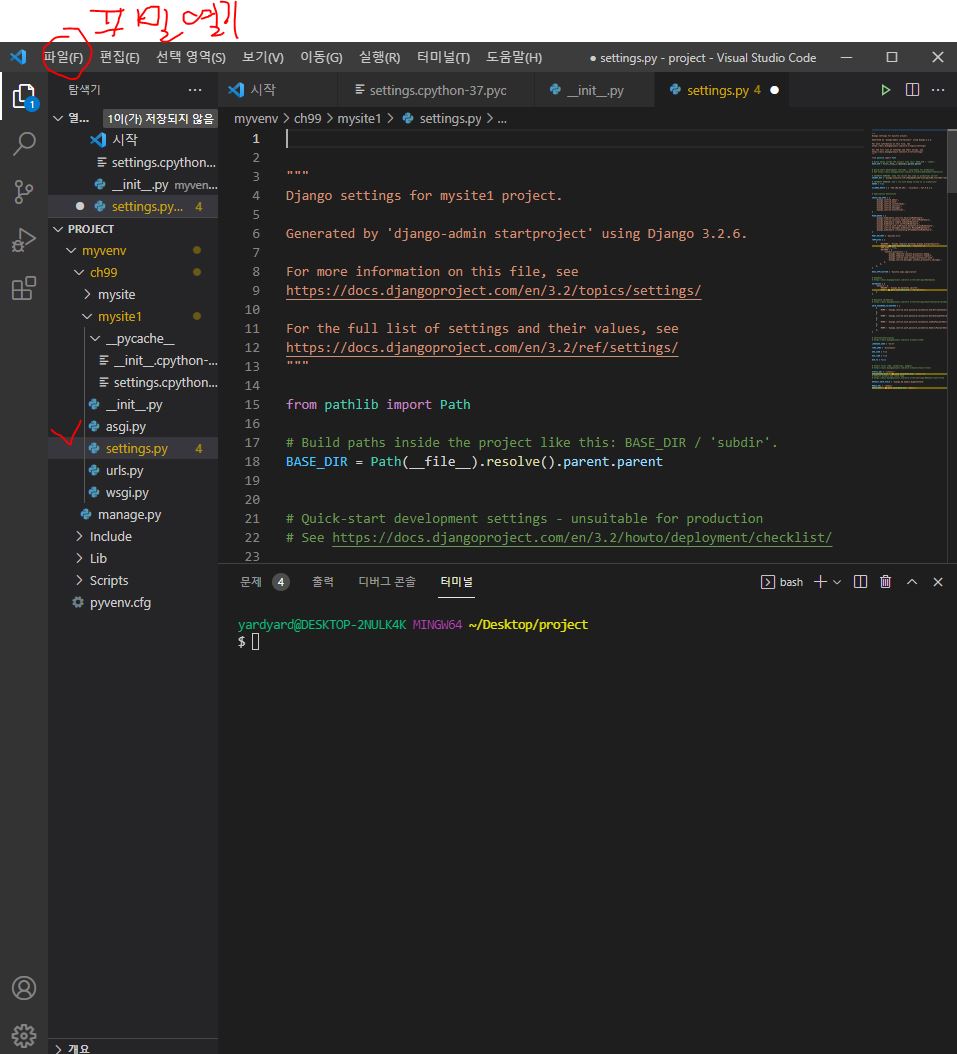 파일열기
파일(F) 편집(E) 선택 영역(S) 보기(V) 이동(G) 실행(R) 터미널(T) 도움말(H) ● settings.py - project - Visual Studio Code
탐색기 ...
시작 settings.cpython-37.pyc __init__.py settings.py 4 ●
1
열... 1이(가) 저장되지 않음
시작
settings.cpython...
__init__.py myven...
● settings.py... 4
PROJECT
myvenv
ch99
mysite
mysite1
__pycache__
__init__.cpython-...
settings.cpython...
__init__.py
asgi.py
settings.py 4
urls.py
wsgi.py
manage.py
Include
Lib
Scripts
pyvenv.cfg
개요
myvenv > ch99 > mysite1 > settings.py > ...
1
2
3 """
4 Django settings for mysite1 project.
5
6 Generated by 'django-admin startproject' using Django 3.2.6.
7
8 For more information on this file, see
9 https://docs.djangoproject.com/en/3.2/topics/settings/
10
11 For the full list of settings and their values, see
12 https://docs.djangoproject.com/en/3.2/ref/settings/
13 """
14
15 from pathlib import Path
16
17 # Build paths inside the project like this: BASE_DIR / 'subdir'.
18 BASE_DIR = Path(__file__).resolve().parent.parent
19
20
21 # Quick-start development settings - unsuitable for production
22 # See https://docs.djangoproject.com/en/3.2/howto/deployment/checklist/
23
문제 4 출력 디버그 콘솔 터미널 bash
yardyard@DESKTOP-2NULK4K MINGW64 ~/Desktop/project
$